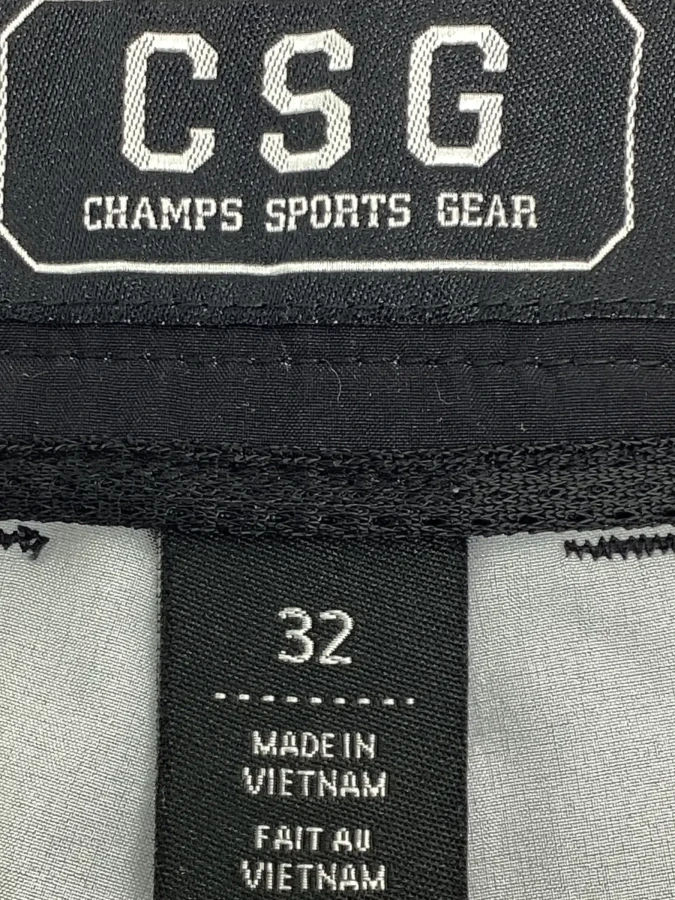 CSG
CHAMPS SPORTS GEAR
32
MADE IN
VIETNAM
FAIT AU
VIETNAM